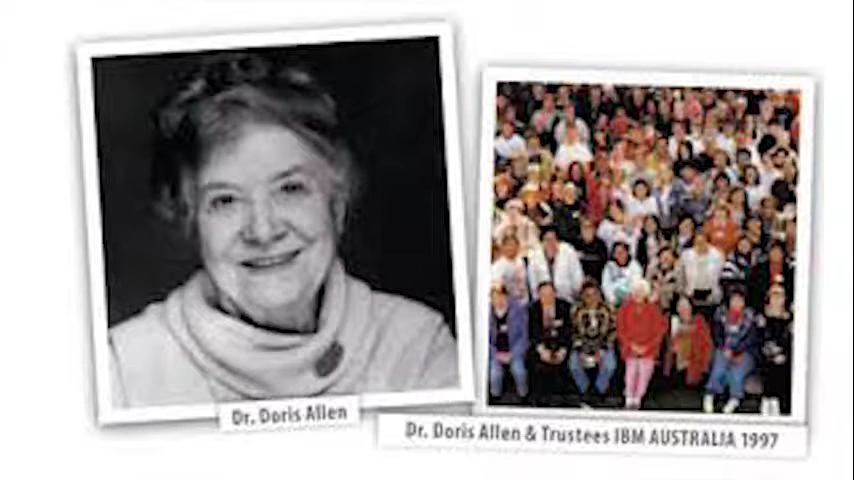 Dr. Doris Allen
Dr. Doris Allen & Trustees IBM AUSTRALIA 1997